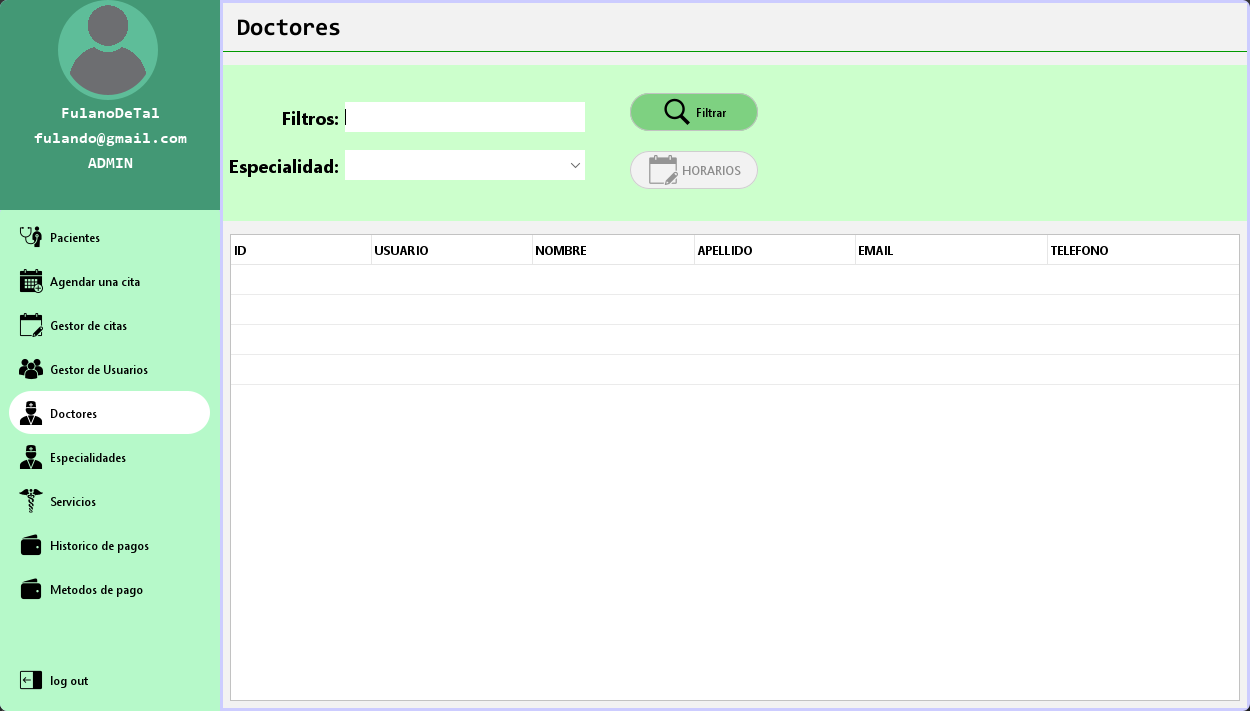 FulanoDeTal
fulando@gmail.com
ADMIN
Pacientes
Agendar una cita
Gestor de citas
Gestor de Usuarios
Doctores
Especialidades
Servicios
Historico de pagos
Metodos de pago
log out
Doctores
Filtros:
Filtrar
Especialidad:
HORARIOS
ID USUARIO NOMBRE APELLIDO EMAIL TELEFONO